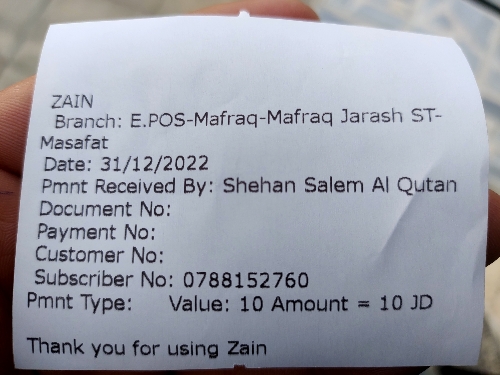 ZAIN
Branch: E.POS-Mafraq-Mafraq Jarash ST-
Masafat
Date: 31/12/2022
Pmnt Received By: Shehan Salem Al Qutan
Document No:
Payment No:
Customer No:
Subscriber No: 0788152760
Pmnt Type: Value: 10 Amount = 10 JD
Thank you for using Zain